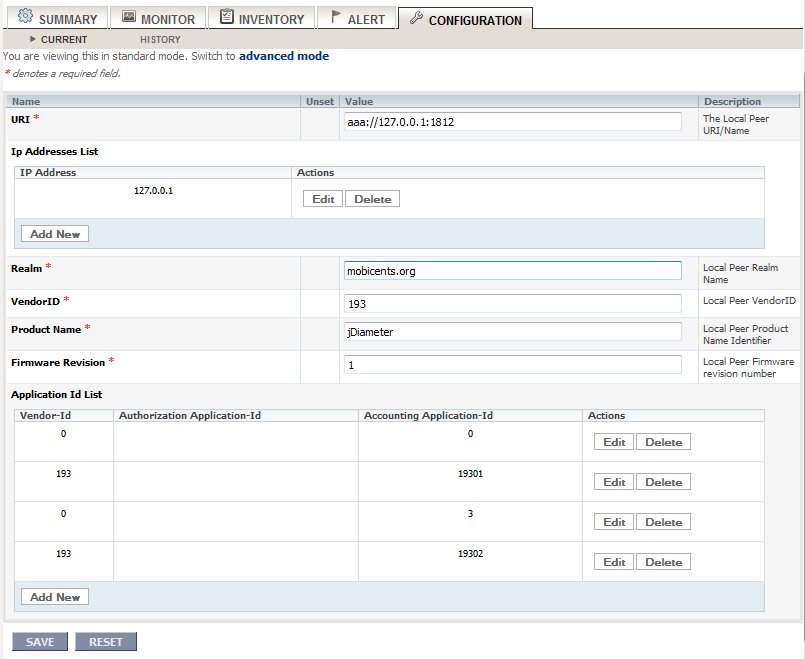 SUMMARY MONITOR INVENTORY ALERT CONFIGURATION
CURRENT HISTORY
You are viewing this in standard mode. Switch to advanced mode
* denotes a required field.
Name Unset Value Description
URI * aaa://127.0.0.1:1812 The Local Peer
URI/Name
Ip Addresses List
IP Address Actions
127.0.0.1 Edit Delete
Add New
Realm * mobicents.org Local Peer Realm
Name
VendorID * 193 Local Peer VendorID
Product Name * jDiameter Local Peer Product
Name Identifier
Firmware Revision * 1 Local Peer Firmware
revision number
Application Id List
Vendor-Id Authorization Application-Id Accounting Application-Id Actions
0 0 Edit Delete
193 19301 Edit Delete
0 3 Edit Delete
193 19302 Edit Delete
Add New
SAVE RESET